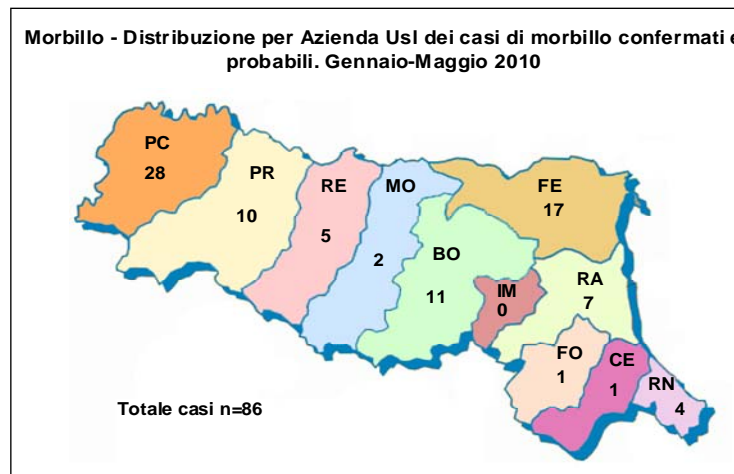 Morbillo - Distribuzione per Azienda Usl dei casi di morbillo confermati e
probabili. Gennaio-Maggio 2010
PC
28
PR
10
RE
5
MO
2
BO
11
FE
17
IM
0
RA
7
FO
1
CE
1
RN
4
Totale casi n=86